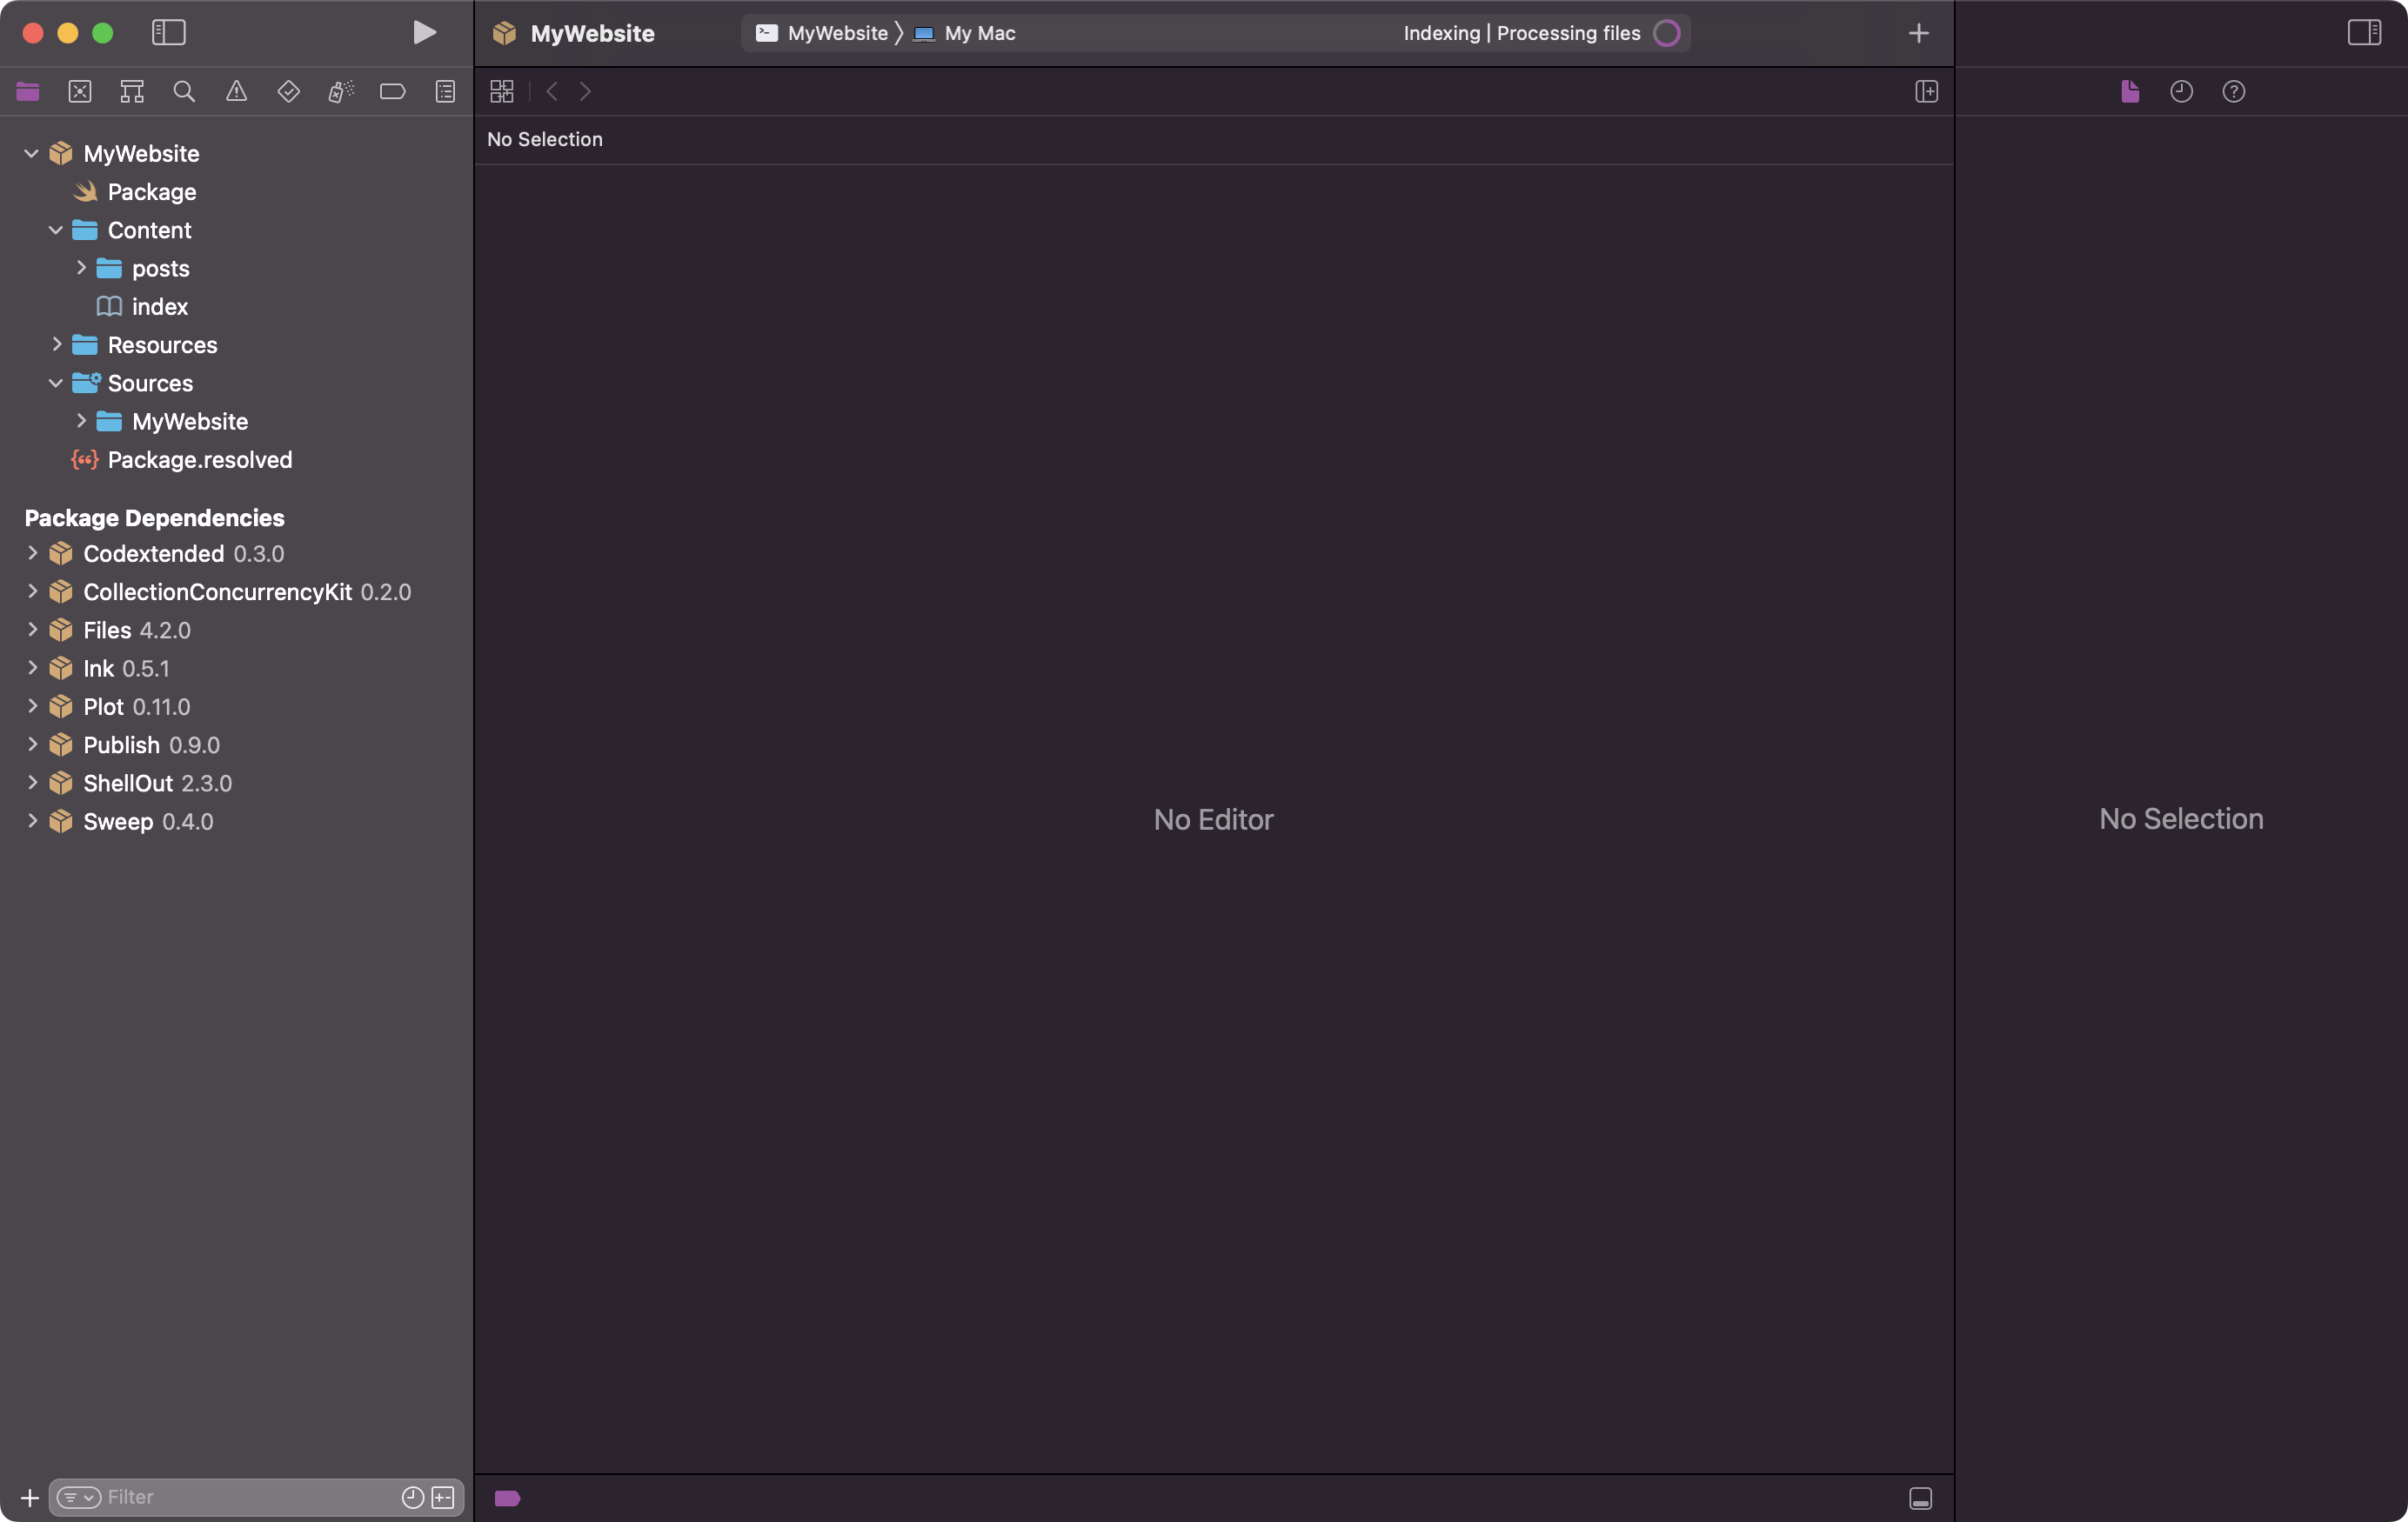 MyWebsite
MyWebsite
My Mac
Indexing | Processing files
No Selection
MyWebsite
Package
Content
posts
index
Resources
Sources
MyWebsite
Package.resolved
Package Dependencies
Codextended 0.3.0
CollectionConcurrencyKit 0.2.0
Files 4.2.0
Ink 0.5.1
Plot 0.11.0
Publish 0.9.0
ShellOut 2.3.0
Sweep 0.4.0
Filter
No Editor
No Selection